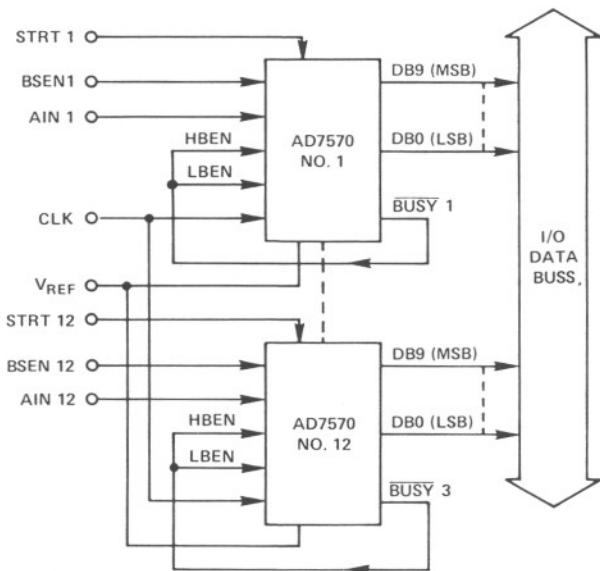 STRT 1
BSEN1
AIN 1
HBEN
LBEN
CLK
VREF
AD7570
NO. 1
DB9 (MSB)
DB0 (LSB)
BUSY 1
I/O
DATA
BUSS
STRT 12
BSEN 12
AIN 12
HBEN
LBEN
AD7570
NO. 12
DB9 (MSB)
DB0 (LSB)
BUSY 3